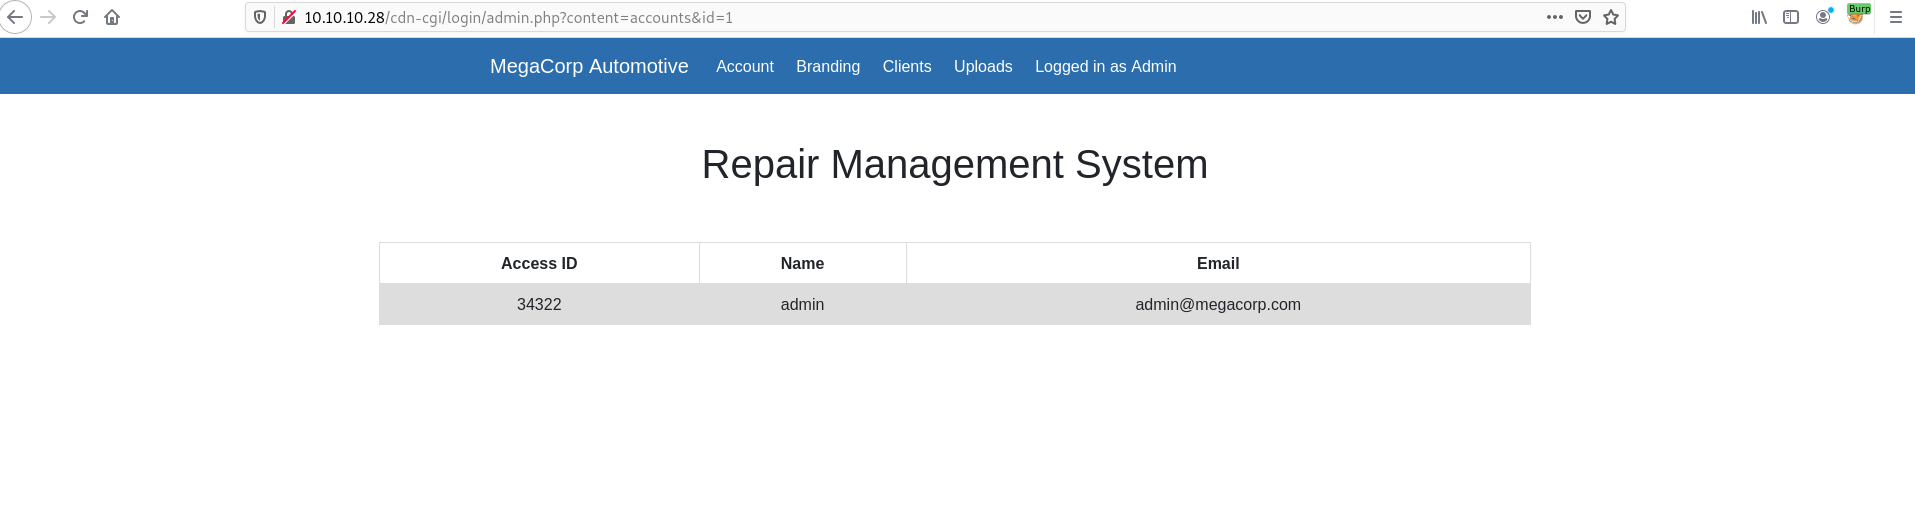 10.10.10.28/cdn-cgi/login/admin.php?content=accounts&id=1
Burp
MegaCorp Automotive Account Branding Clients Uploads Logged in as Admin
Repair Management System
Access ID Name Email
34322 admin admin@megacorp.com